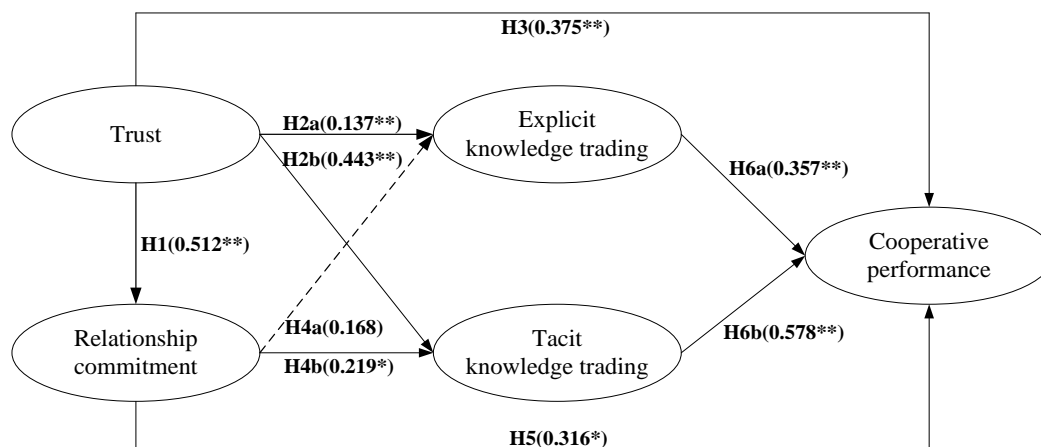 H3(0.375**)
Trust
H2a(0.137**)
H2b(0.443**)
Explicit
knowledge trading
H6a(0.357**)
H1(0.512**)
Cooperative
performance
Relationship
commitment
H4a(0.168)
H4b(0.219*)
Tacit
knowledge trading
H6b(0.578**)
H5(0.316*)